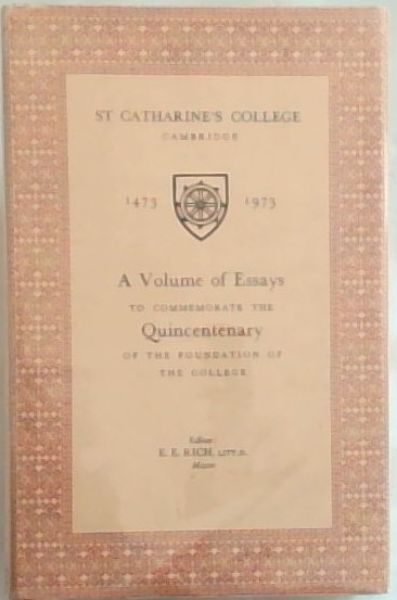 ST CATHARINE'S COLLEGE
CAMBRIDGE
1473 1973
A Volume of Essays
TO COMMEMORATE THE
Quincentenary
OF THE FOUNDATION OF
THE COLLEGE
Editor
E. E. RICH, LITT.D.
Master